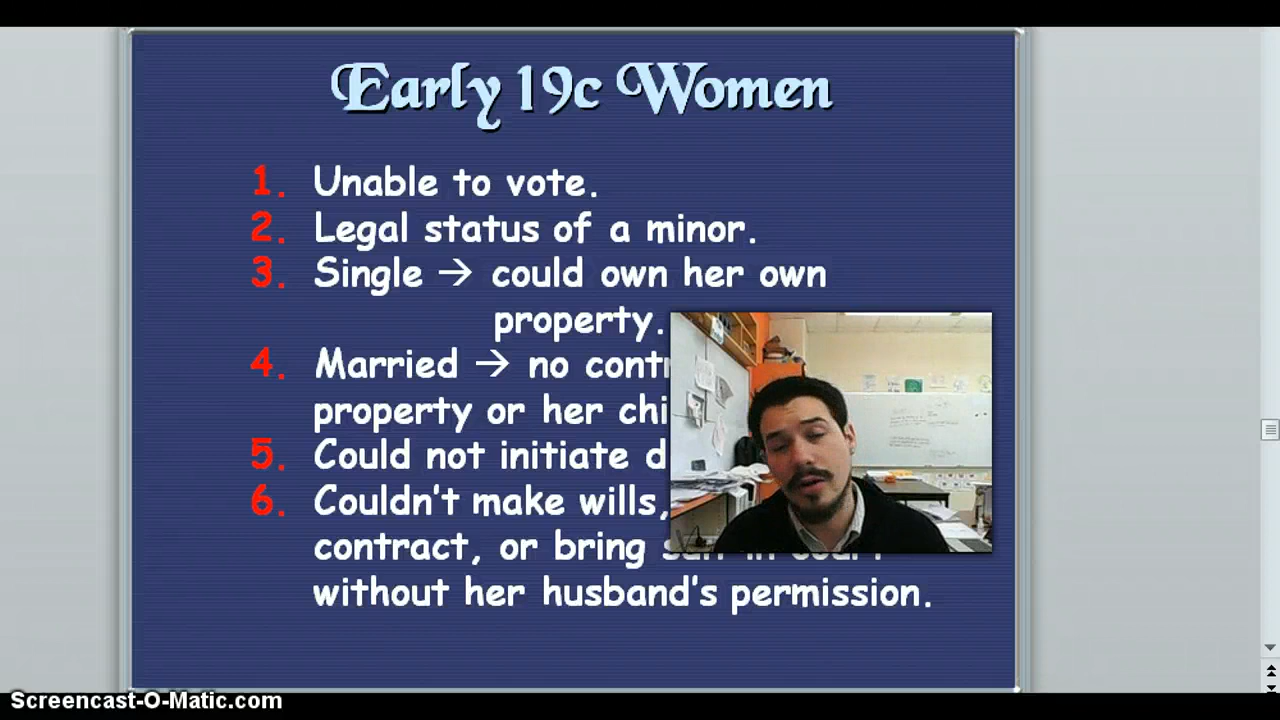 Early 19c Women
1. Unable to vote.
2. Legal status of a minor.
3. Single → could own her own
property.
4. Married → no
property or her
5. Could not initiate
6. Couldn't make wills,
contract, or bring
without her husband's permission.
Screencast-O-Matic.com